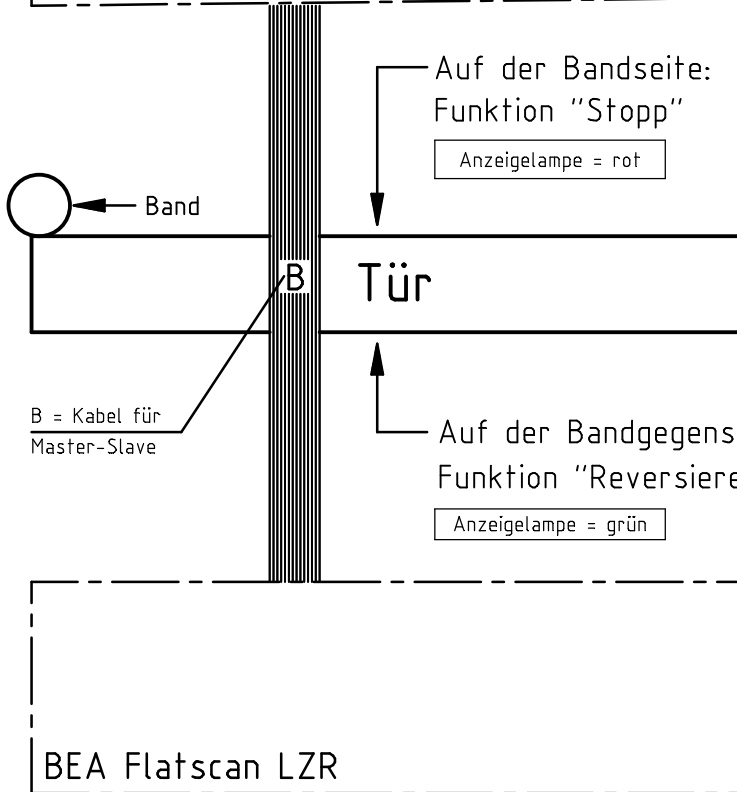 Auf der Bandseite:
Funktion "Stopp"
Anzeigelampe = rot
Band
B
Tür
B = Kabel für
Master-Slave
Auf der Bandgegens
Funktion "Reversiere
Anzeigelampe = grün
BEA Flatscan LZR